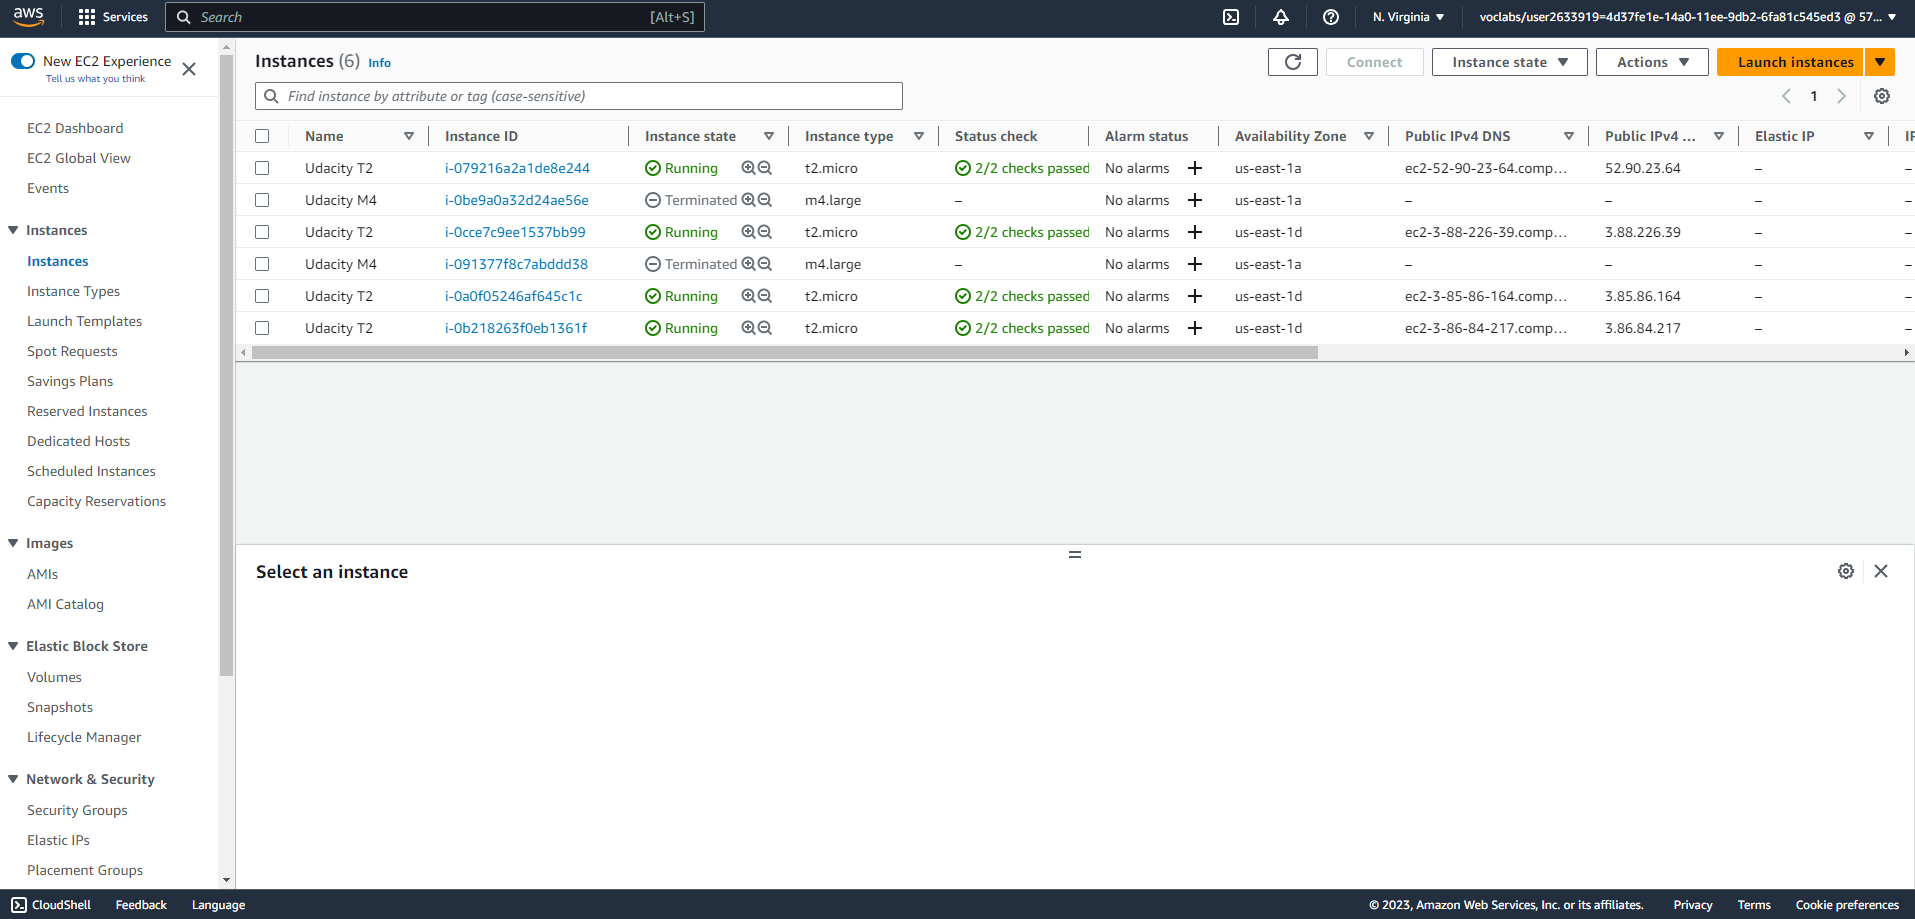 aws Services Search [Alt+S] N. Virginia voclabs/user2633919=4d37fe1e-14a0-11ee-9db2-6fa81c545ed3 @ 57...
New EC2 Experience
Tell us what you think
EC2 Dashboard
EC2 Global View
Events
Instances
Instances
Instance Types
Launch Templates
Spot Requests
Savings Plans
Reserved Instances
Dedicated Hosts
Scheduled Instances
Capacity Reservations
Images
AMIs
AMI Catalog
Elastic Block Store
Volumes
Snapshots
Lifecycle Manager
Network & Security
Security Groups
Elastic IPs
Placement Groups
Instances (6) Info Connect Instance state Actions Launch instances
Find instance by attribute or tag (case-sensitive) 1
Name Instance ID Instance state Instance type Status check Alarm status Availability Zone Public IPv4 DNS Public IPv4 ... Elastic IP IP
Udacity T2 i-079216a2a1de8e244 Running t2.micro 2/2 checks passed No alarms us-east-1a ec2-52-90-23-64.comp... 52.90.23.64 – –
Udacity M4 i-0be9a0a32d24ae56e Terminated m4.large – No alarms us-east-1a – – – –
Udacity T2 i-0cce7c9ee1537bb99 Running t2.micro 2/2 checks passed No alarms us-east-1d ec2-3-88-226-39.comp... 3.88.226.39 – –
Udacity M4 i-091377f8c7abddd38 Terminated m4.large – No alarms us-east-1a – – – –
Udacity T2 i-0a0f05246af645c1c Running t2.micro 2/2 checks passed No alarms us-east-1d ec2-3-85-86-164.comp... 3.85.86.164 – –
Udacity T2 i-0b218263f0eb1361f Running t2.micro 2/2 checks passed No alarms us-east-1d ec2-3-86-84-217.comp... 3.86.84.217 – –
Select an instance
CloudShell Feedback Language © 2023, Amazon Web Services, Inc. or its affiliates. Privacy Terms Cookie preferences